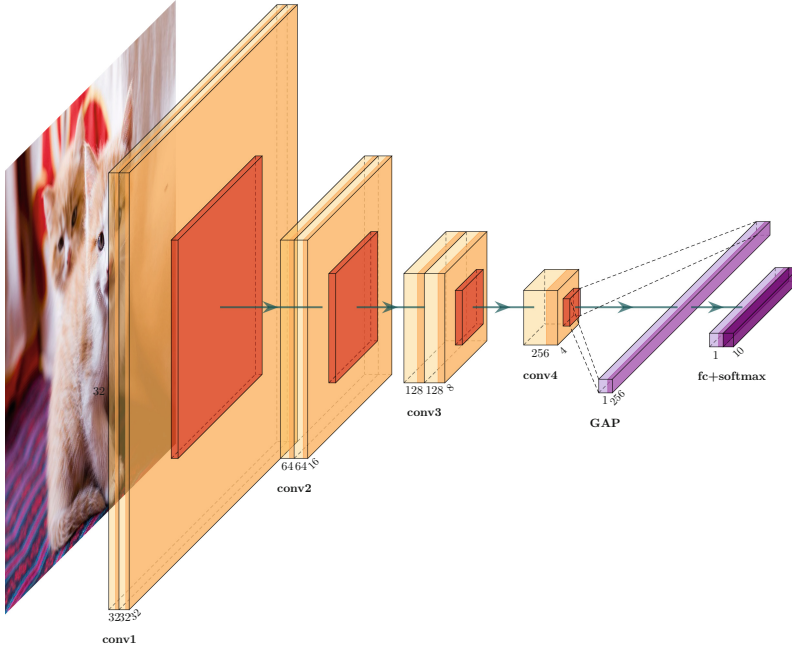 32
32 32 32
conv1
64 64 16
conv2
128 128 8
conv3
256 4
conv4
1 256
GAP
1 10
fc+softmax